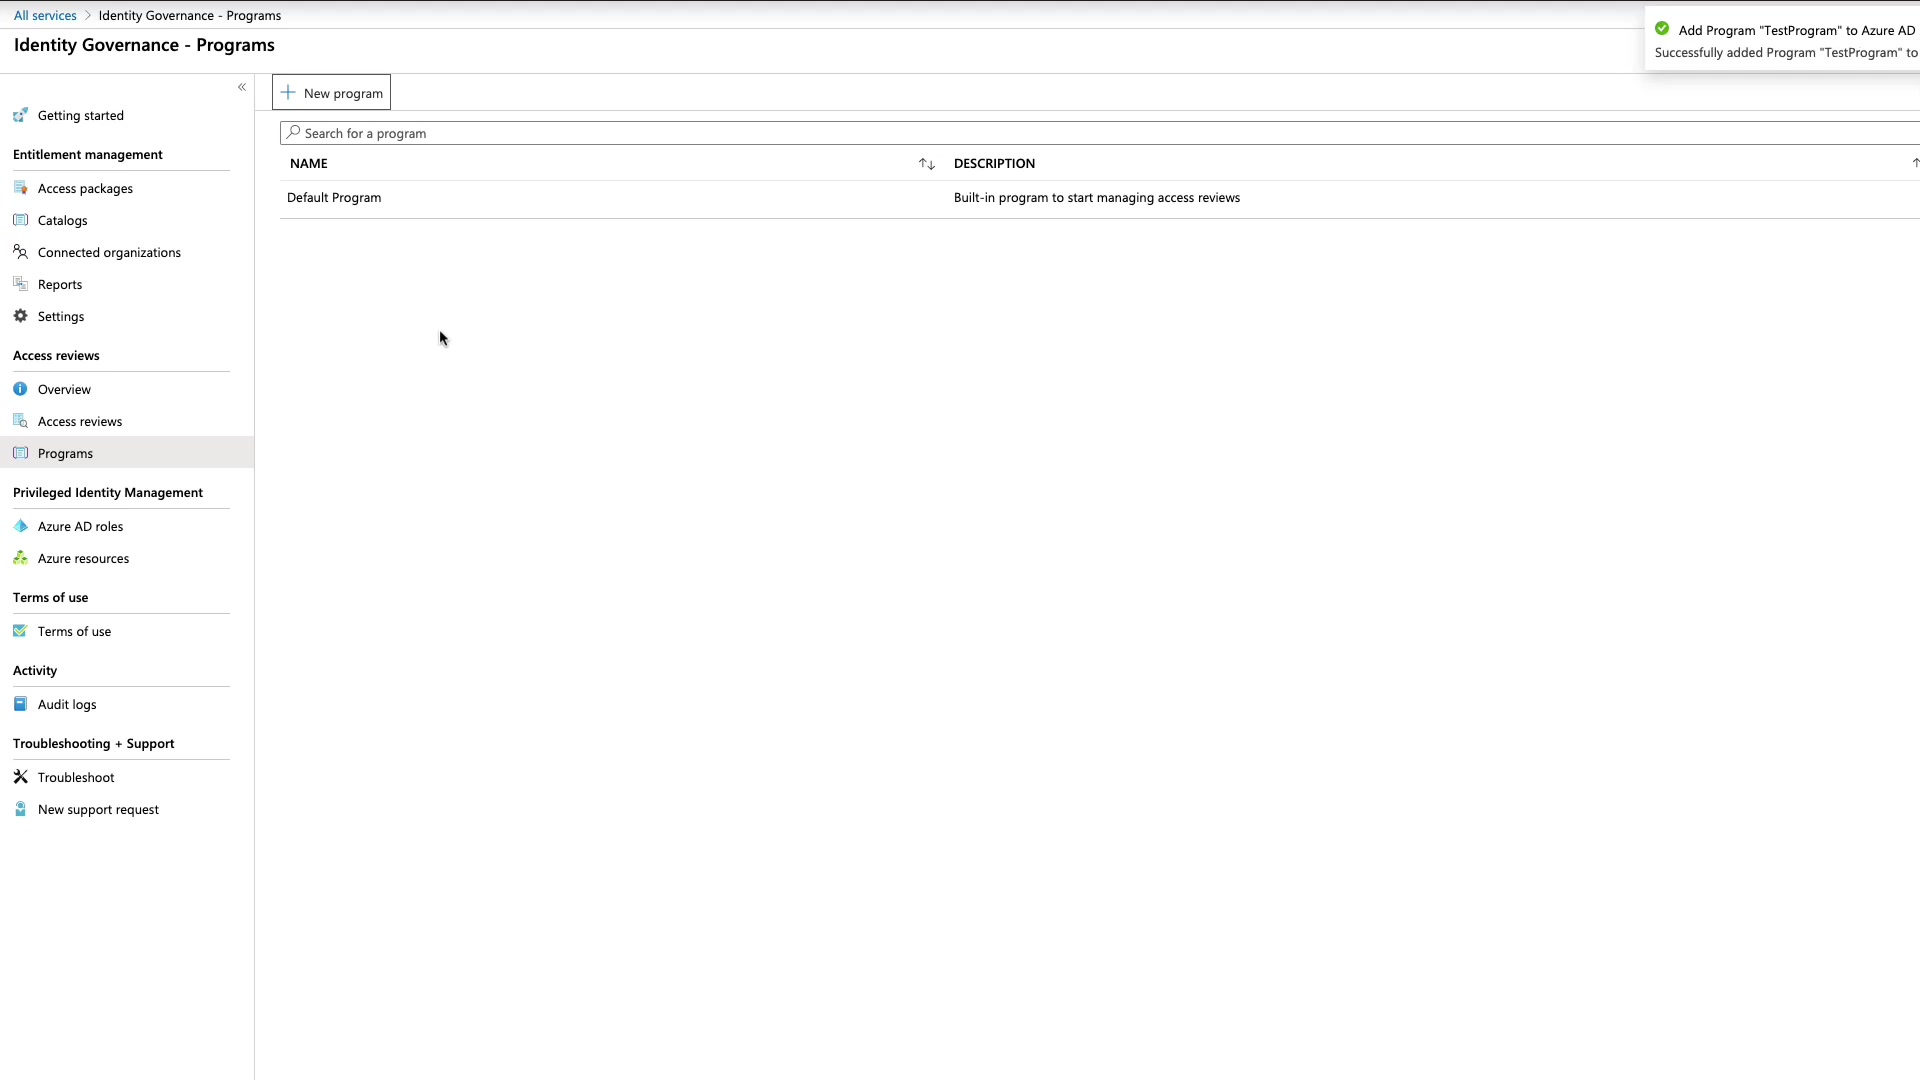 All services > Identity Governance - Programs
Identity Governance - Programs
Add Program "TestProgram" to Azure AD
Successfully added Program "TestProgram" to
«
Getting started
Entitlement management
Access packages
Catalogs
Connected organizations
Reports
Settings
Access reviews
Overview
Access reviews
Programs
Privileged Identity Management
Azure AD roles
Azure resources
Terms of use
Terms of use
Activity
Audit logs
Troubleshooting + Support
Troubleshoot
New support request
New program
Search for a program
NAME DESCRIPTION
Default Program Built-in program to start managing access reviews